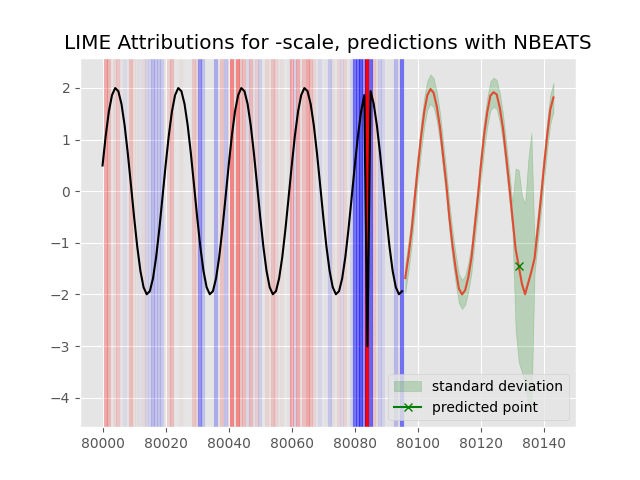 LIME Attributions for -scale, predictions with NBEATS
2
1
0
−1
−2
−3
−4
80000 80020 80040 80060 80080 80100 80120 80140
standard deviation
predicted point